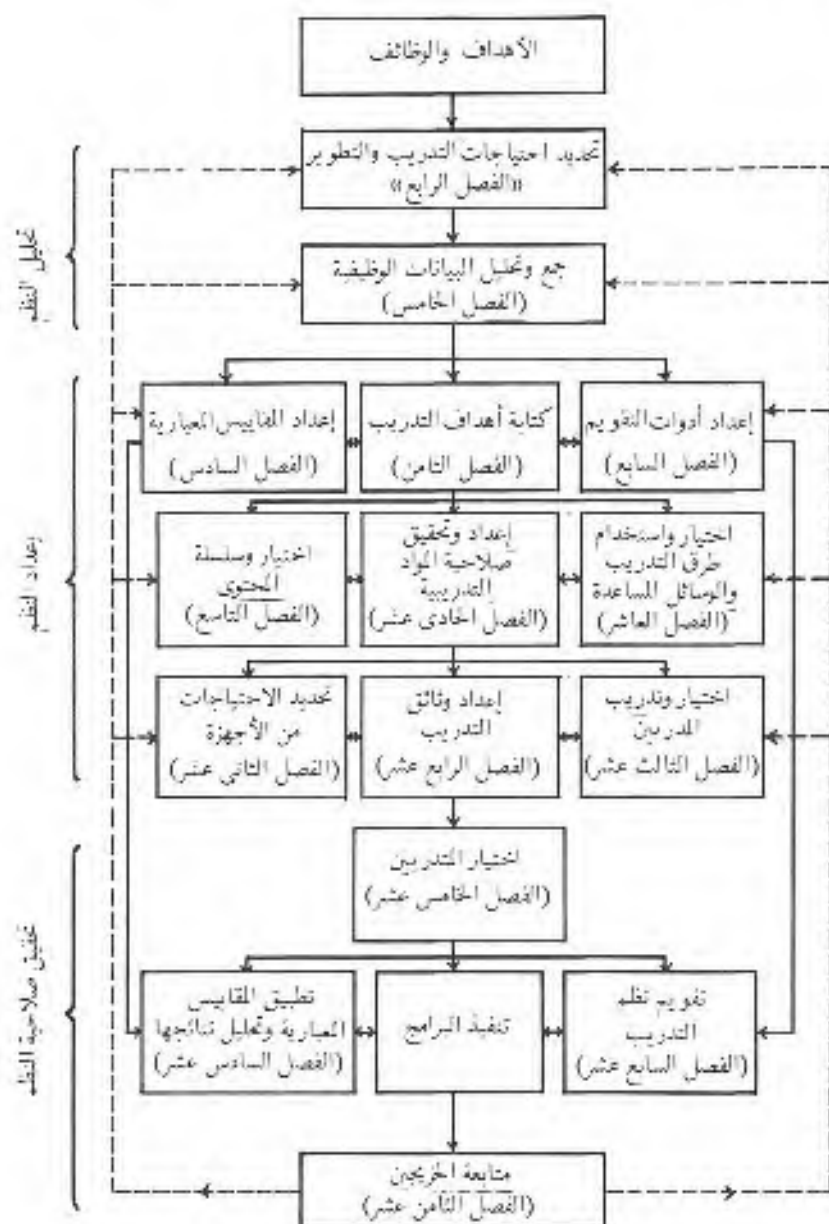 الأهداف والوظائف
تحديد احتياجات التدريب والتطوير
«الفصل الرابع»
جمع وتحليل البيانات الوظيفية
(الفصل الخامس)
تحليل النظم
إعداد أدوات التقويم
(الفصل السابع)
كتابة أهداف التدريب
(الفصل الثامن)
إعداد المقاييس المعيارية
(الفصل السادس)
اختيار واستخدام
طرق التدريب
والوسائل المساعدة
(الفصل العاشر)
إعداد وتحقيق
صلاحية المواد
التدريبية
(الفصل الحادى عشر)
اختيار وسلسلة
المحتوى
(الفصل التاسع)
إعداد النظم
اختيار وتدريب
المدربين
(الفصل الثالث عشر)
إعداد وثائق
التدريب
(الفصل الرابع عشر)
تحديد الاحتياجات
من الأجهزة
(الفصل الثانى عشر)
اختيار المتدربين
(الفصل الخامس عشر)
تقويم نظم
التدريب
(الفصل السابع عشر)
تنفيذ البرامج
تطبيق المقاييس
المعيارية وتحليل نتائجها
(الفصل السادس عشر)
تحقيق صلاحية النظم
متابعة الخريجين
(الفصل الثامن عشر)